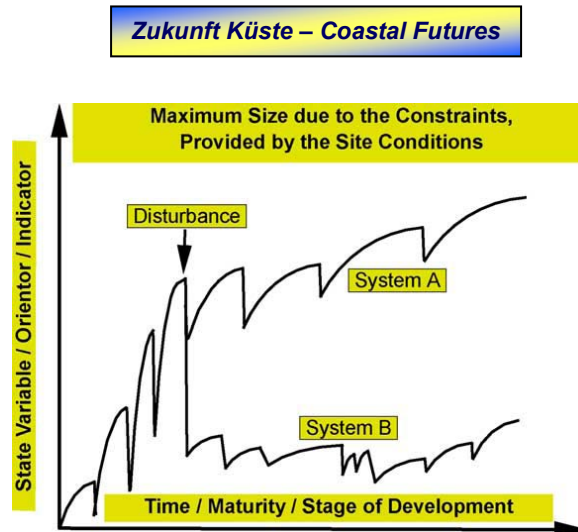 Zukunft Küste – Coastal Futures
Maximum Size due to the Constraints,
Provided by the Site Conditions
State Variable / Orientor / Indicator
Disturbance
System A
System B
Time / Maturity / Stage of Development